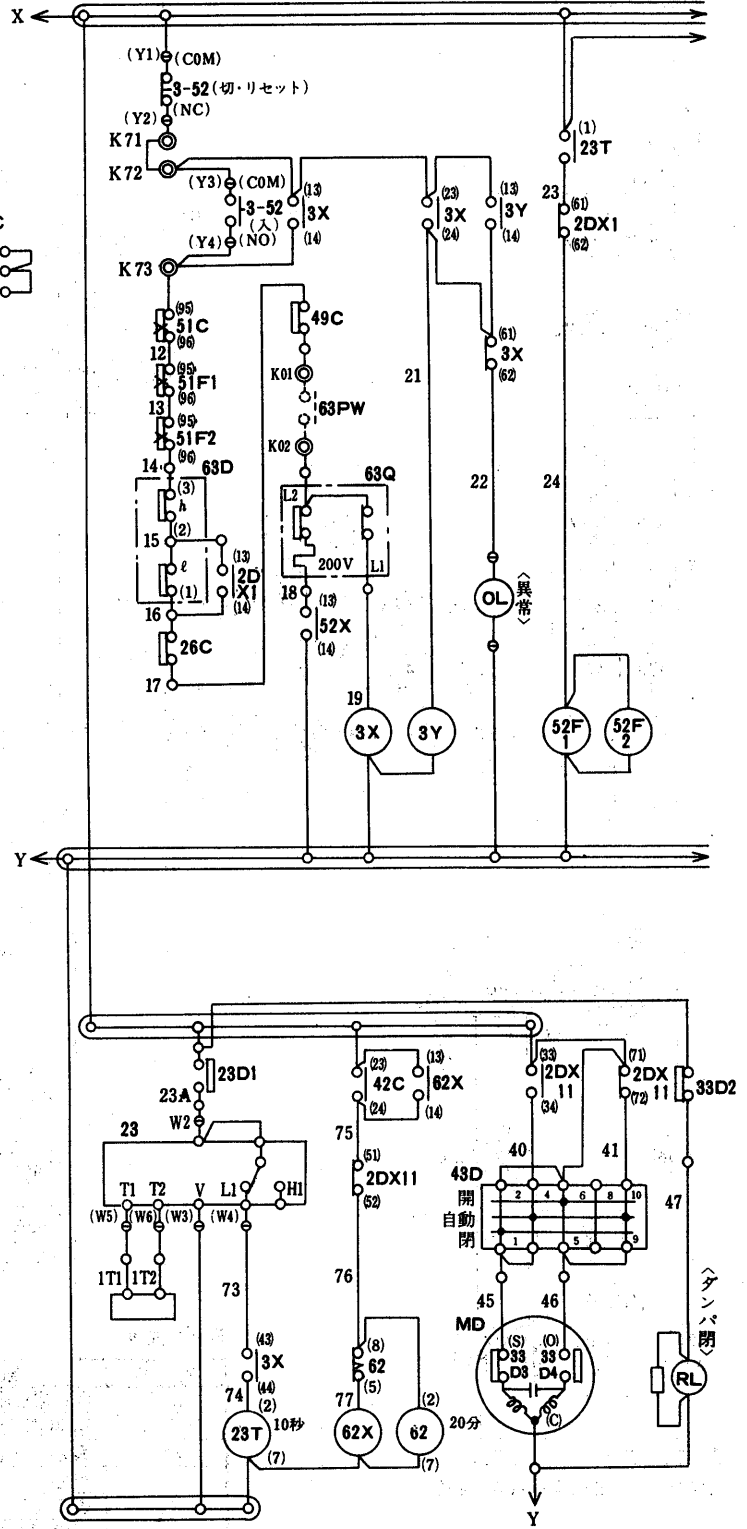 X
(Y1) (COM)
3-52 (切・リセット)
(Y2) (NC)
K71
K72
(Y3) (COM)
3-52
(入)
(Y4) (NO)
(13)
3X
(14)
(23)
3X
(24)
(13)
3Y
(14)
(1)
23T
23
(61)
2DX1
(62)
K73
C
(95)
51C
(96)
12
(95)
51F1
(96)
13
(95)
51F2
(96)
14
63D
(3)
h
(2)
15
ℓ
(1)
(13)
2D
X1
(14)
16
26C
17
49C
K01
63PW
K02
63Q
L2
200V
L1
18
(13)
52X
(14)
(61)
3X
(62)
21
22
24
OL
〈異常〉
19
3X
3Y
52F
1
52F
2
Y
23D1
23A
W2
23
T1
T2
V
L1
H1
(W5)
(W6)
(W3)
(W4)
1T1
1T2
73
(43)
3X
(44)
74
(2)
23T
10秒
(7)
(23)
42C
(24)
(13)
62X
(14)
75
(51)
2DX11
(52)
76
(8)
62
(5)
77
62X
(2)
62
20分
(7)
(33)
2DX
11
(34)
(71)
2DX
11
(72)
33D2
40
41
43D
開
自動
閉
2
4
6
8
10
1
5
9
47
45
46
MD
(S)
33
D3
(O)
33
D4
(C)
〈ダンパ閉〉
RL
Y